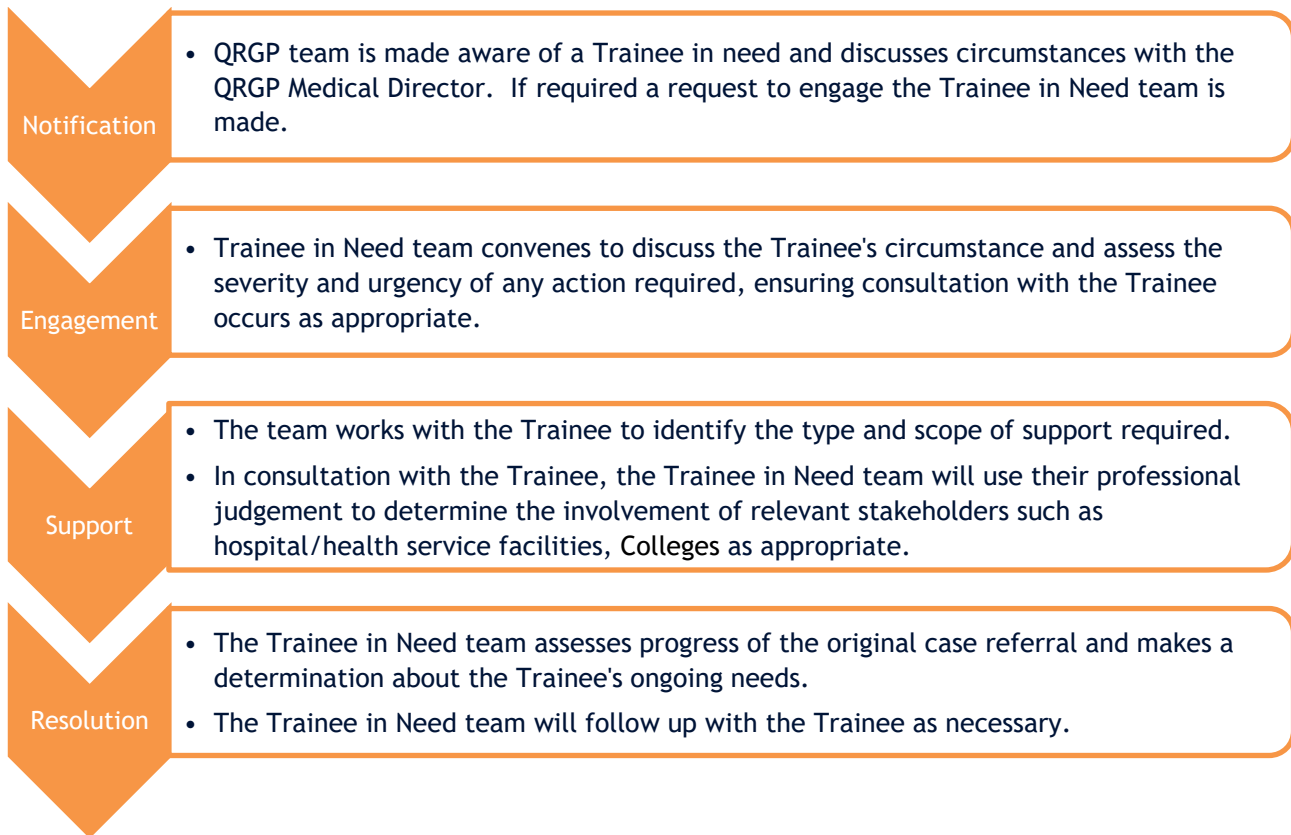 Notification
• QRGP team is made aware of a Trainee in need and discusses circumstances with the
QRGP Medical Director.  If required a request to engage the Trainee in Need team is
made.
Engagement
• Trainee in Need team convenes to discuss the Trainee's circumstance and assess the
severity and urgency of any action required, ensuring consultation with the Trainee
occurs as appropriate.
Support
• The team works with the Trainee to identify the type and scope of support required.
• In consultation with the Trainee, the Trainee in Need team will use their professional
judgement to determine the involvement of relevant stakeholders such as
hospital/health service facilities, Colleges as appropriate.
Resolution
• The Trainee in Need team assesses progress of the original case referral and makes a
determination about the Trainee's ongoing needs.
• The Trainee in Need team will follow up with the Trainee as necessary.